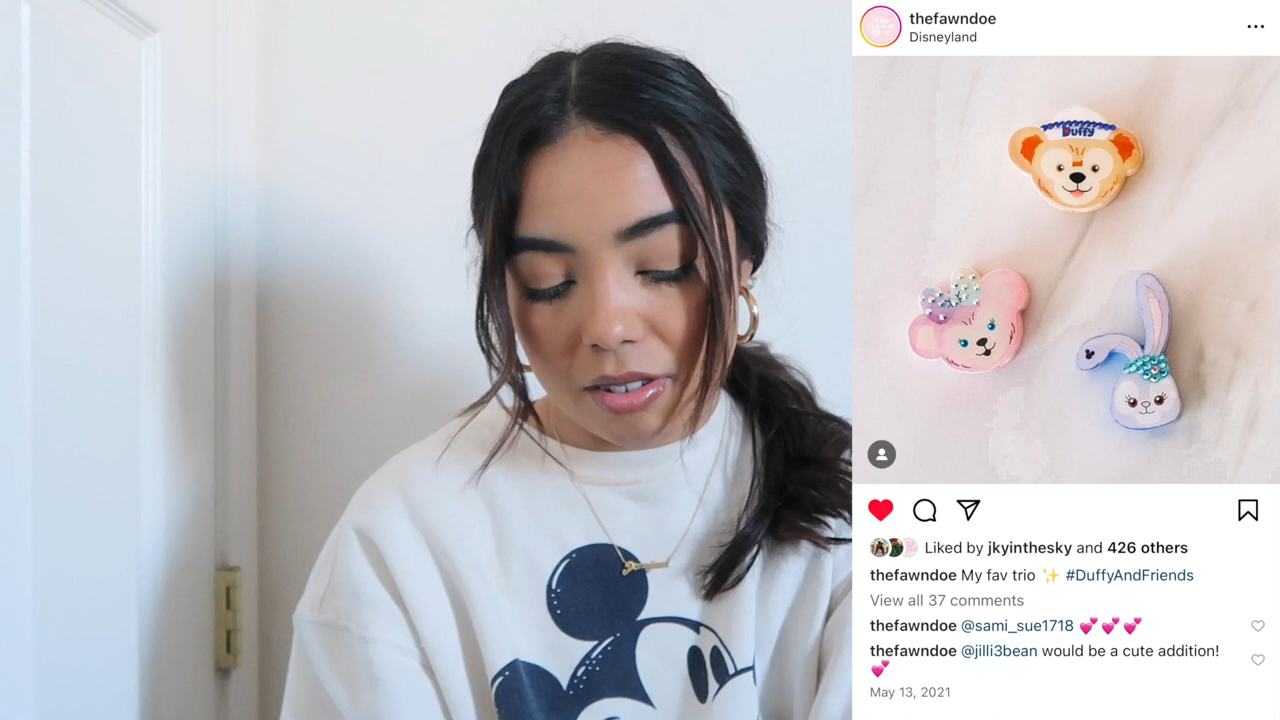 thefawndoe
Disneyland
Duffy
Liked by jkyinthesky and 426 others
thefawndoe My fav trio ✨ #DuffyAndFriends
View all 37 comments
thefawndoe @sami_sue1718 💕 💕 💕
thefawndoe @jilli3bean would be a cute addition!
💕
May 13, 2021